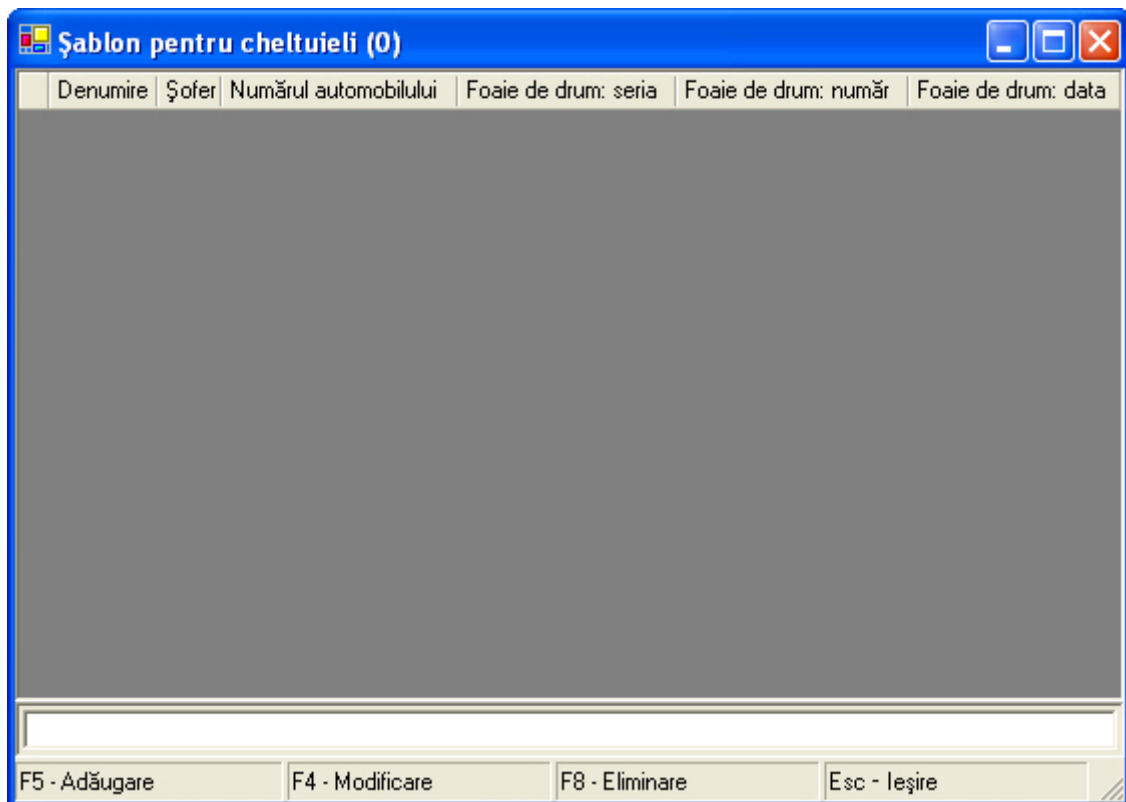 Şablon pentru cheltuieli (0)
Denumire Şofer Numărul automobilului Foaie de drum: seria Foaie de drum: număr Foaie de drum: data
F5 - Adăugare F4 - Modificare F8 - Eliminare Esc - Ieşire